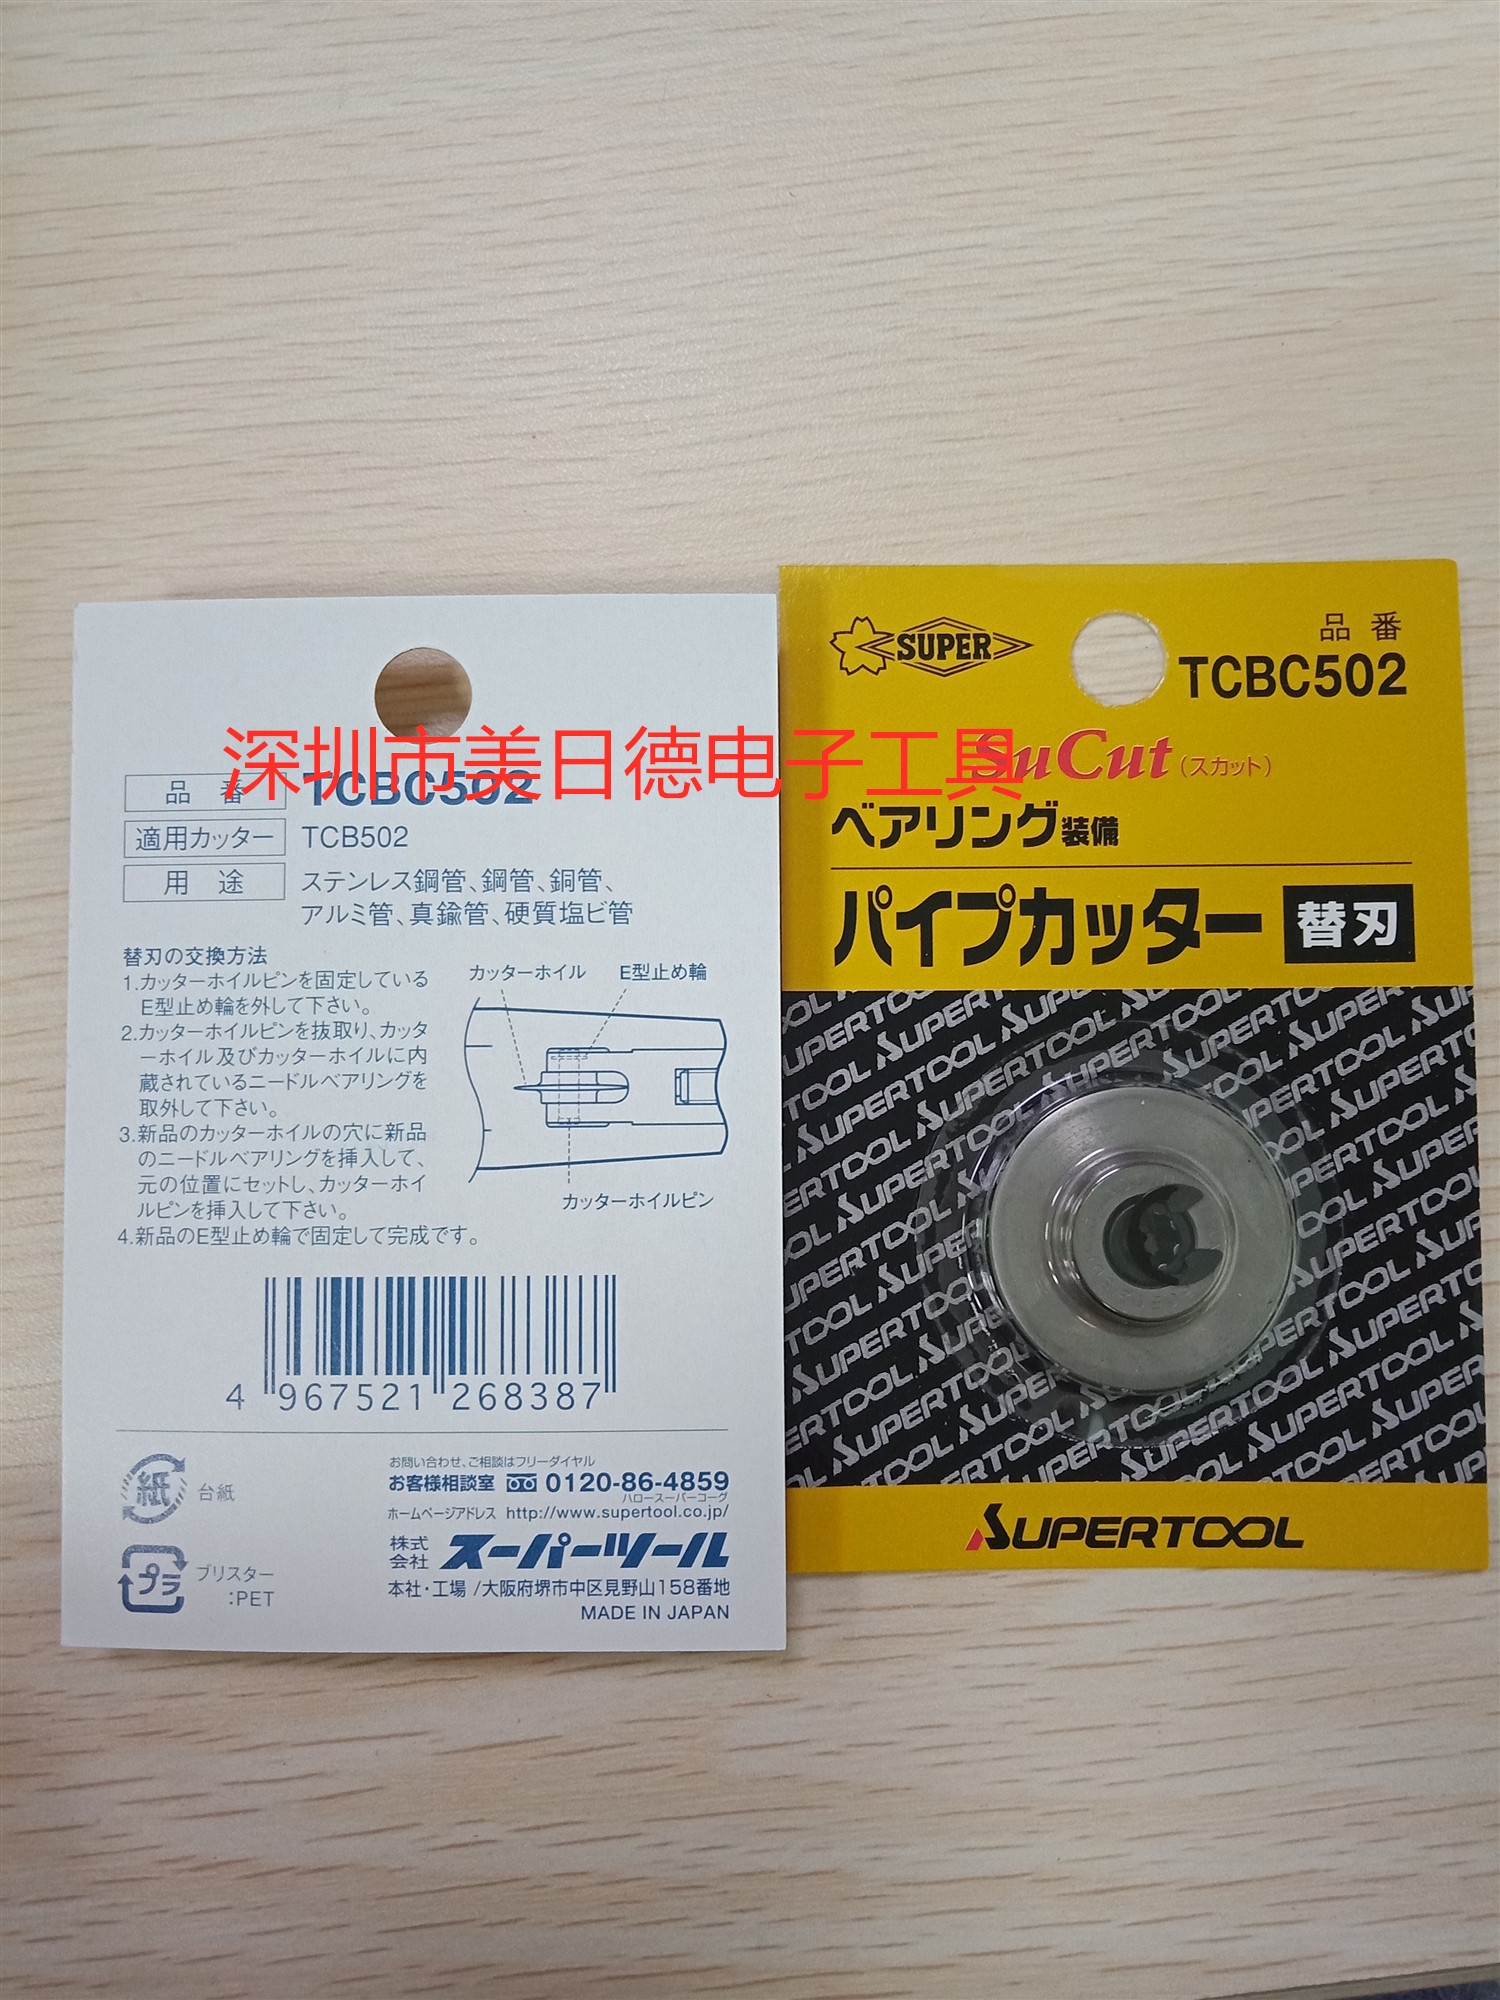 深圳市美日德电子工具
品番 TCBC502
適用カッター TCB502
用途 ステンレス鋼管、鋼管、銅管、
アルミ管、真鍮管、硬質塩ビ管
替刃の交換方法
1.カッターホイルピンを固定している
E型止め輪を外して下さい。
2.カッターホイルピンを抜取り、カッタ
ーホイル及びカッターホイルに内
蔵されているニードルベアリングを
取外して下さい。
3.新品のカッターホイルの穴に新品
のニードルベアリングを挿入して、
元の位置にセットし、カッターホイ
ルピンを挿入して下さい。
4.新品のE型止め輪で固定して完成です。
カッターホイル E型止め輪
カッターホイルピン
4 967521 268387
紙 台紙
プラ ブリスター
:PET
お問い合わせ、ご相談はフリーダイヤル
お客様相談室 0120-86-4859
ハロースーパーコーグ
ホームページアドレス http://www.supertool.co.jp/
株式
会社 スーパーツール
本社・工場 /大阪府堺市中区見野山158番地
MADE IN JAPAN
SUPER
品番
TCBC502
SuCut (スカット)
ベアリング装備
パイプカッター 替刃
SUPERTOOL